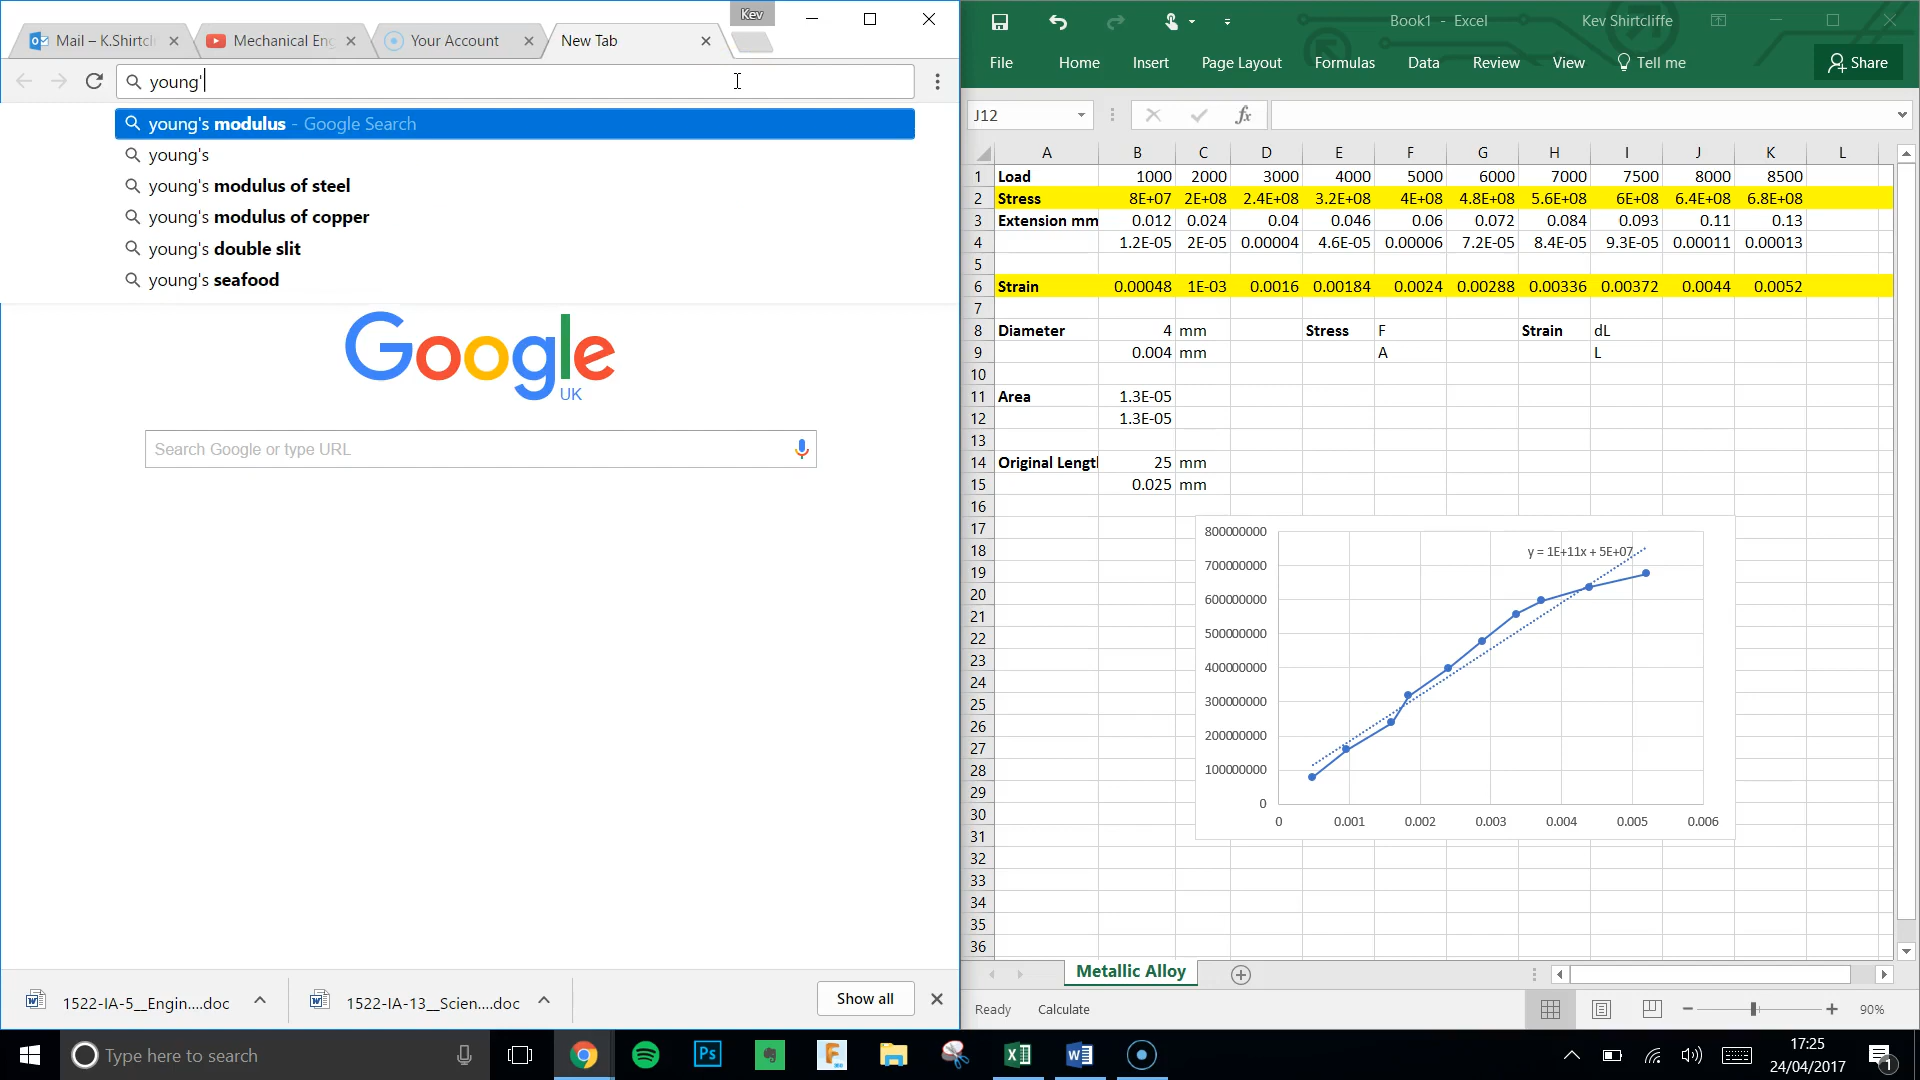 Kev
Mail – K.Shirtcli
Mechanical Eng
Your Account
New Tab
young'
young's modulus - Google Search
young's
young's modulus of steel
young's modulus of copper
young's double slit
young's seafood
Google
UK
Search Google or type URL
1522-IA-5__Engin....doc
1522-IA-13__Scien....doc
Show all
Book1 - Excel
Kev Shirtcliffe
File Home Insert Page Layout Formulas Data Review View Tell me Share
J12
fx
A B C D E F G H I J K L
1 Load 1000 2000 3000 4000 5000 6000 7000 7500 8000 8500
2 Stress 8E+07 2E+08 2.4E+08 3.2E+08 4E+08 4.8E+08 5.6E+08 6E+08 6.4E+08 6.8E+08
3 Extension mm 0.012 0.024 0.04 0.046 0.06 0.072 0.084 0.093 0.11 0.13
4 1.2E-05 2E-05 0.00004 4.6E-05 0.00006 7.2E-05 8.4E-05 9.3E-05 0.00011 0.00013
5
6 Strain 0.00048 1E-03 0.0016 0.00184 0.0024 0.00288 0.00336 0.00372 0.0044 0.0052
7
8 Diameter 4 mm Stress F Strain dL
9 0.004 mm A L
10
11 Area 1.3E-05
12 1.3E-05
13
14 Original Lengt
15 0.025 mm
25 mm
16
17
18
19
20
21
22
23
24
25
26
27
28
29
30
31
32
33
34
35
36
800000000
y = 1E+11x + 5E+07
700000000
600000000
500000000
400000000
300000000
200000000
100000000
0
0 0.001 0.002 0.003 0.004 0.005 0.006
Metallic Alloy
Ready Calculate
90%
Type here to search
Ps
17:25
24/04/2017
1